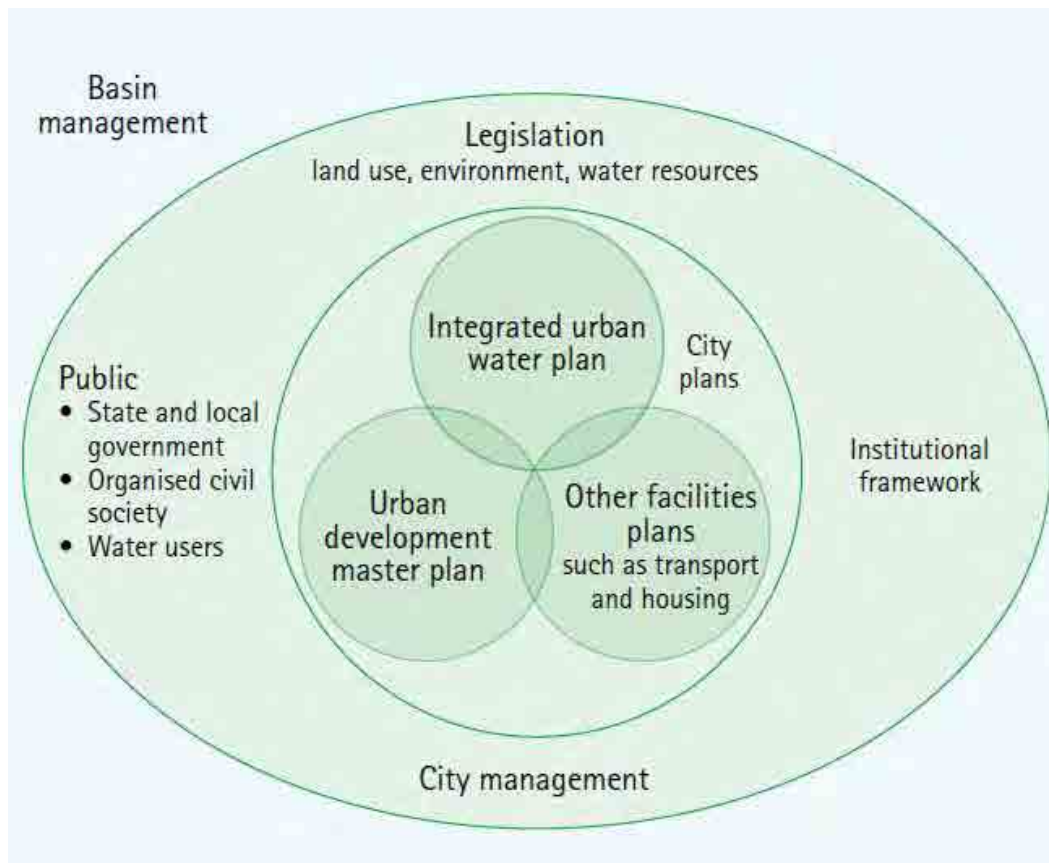 Basin
management
Legislation
land use, environment, water resources
Integrated urban
water plan
City
plans
Public
• State and local
government
• Organised civil
society
• Water users
Institutional
framework
Urban
development
master plan
Other facilities
plans
such as transport
and housing
City management